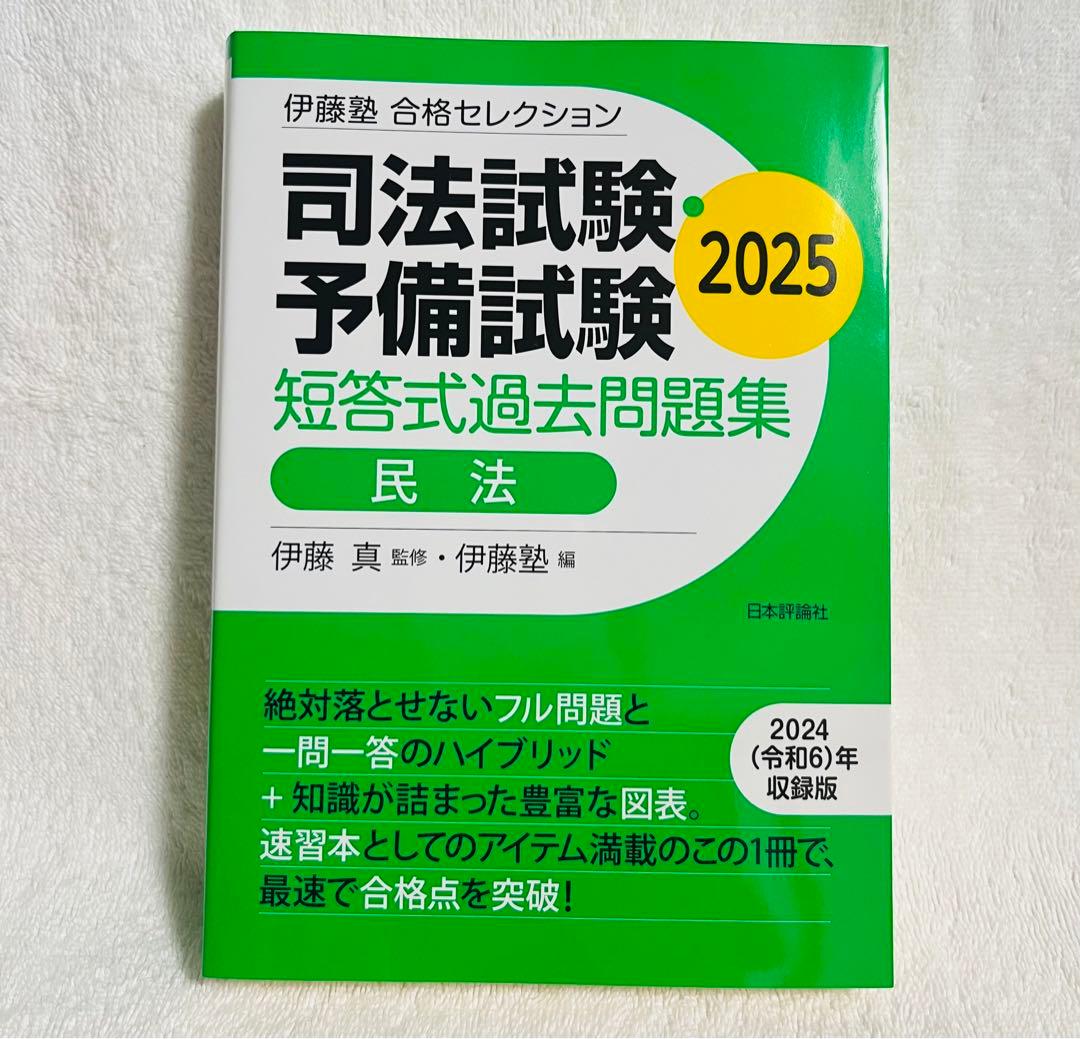 伊藤塾 合格セレクション
司法試験・
予備試験
2025
短答式過去問題集
民 法
伊藤 真 監修・伊藤塾 編
日本評論社
絶対落とせないフル問題と
一問一答のハイブリッド
+知識が詰まった豊富な図表。
速習本としてのアイテム満載のこの1冊で、
最速で合格点を突破!
2024
(令和6)年
収録版